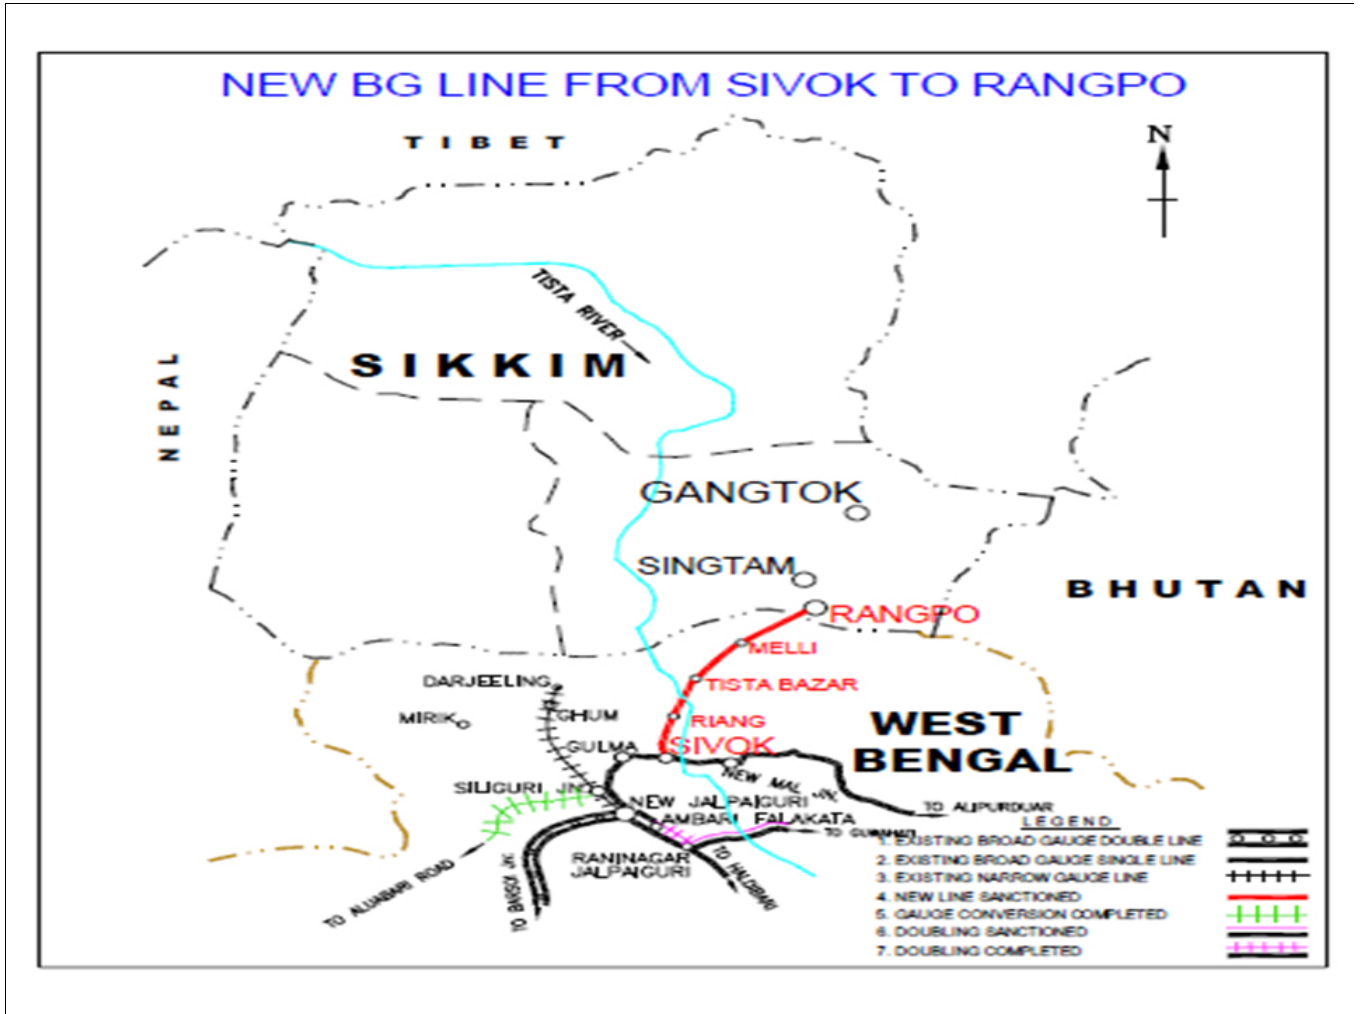 NEW BG LINE FROM SIVOK TO RANGPO
TIBET
N
TISTA RIVER
SIKKIM
NEPAL
GANGTOK
SINGTAM
BHUTAN
RANGPO
MELLI
DARJEELING
TISTA BAZAR
MIRIK
GHUM
RIANG
WEST
BENGAL
GULMA
SIVOK
NEW MAL JN.
SILIGURI JN
NEW JALPAIGURI
TO ALIPURDUAR
AMBARI FALAKATA
TO GUWAHATI
RANINAGAR
JALPAIGURI
TO HALDIBARI
TO ALUABARI ROAD
LEGEND
1. EXISTING BROAD GAUGE DOUBLE LINE
2. EXISTING BROAD GAUGE SINGLE LINE
3. EXISTING NARROW GAUGE LINE
4. NEW LINE SANCTIONED
5. GAUGE CONVERSION COMPLETED
6. DOUBLING SANCTIONED
7. DOUBLING COMPLETED